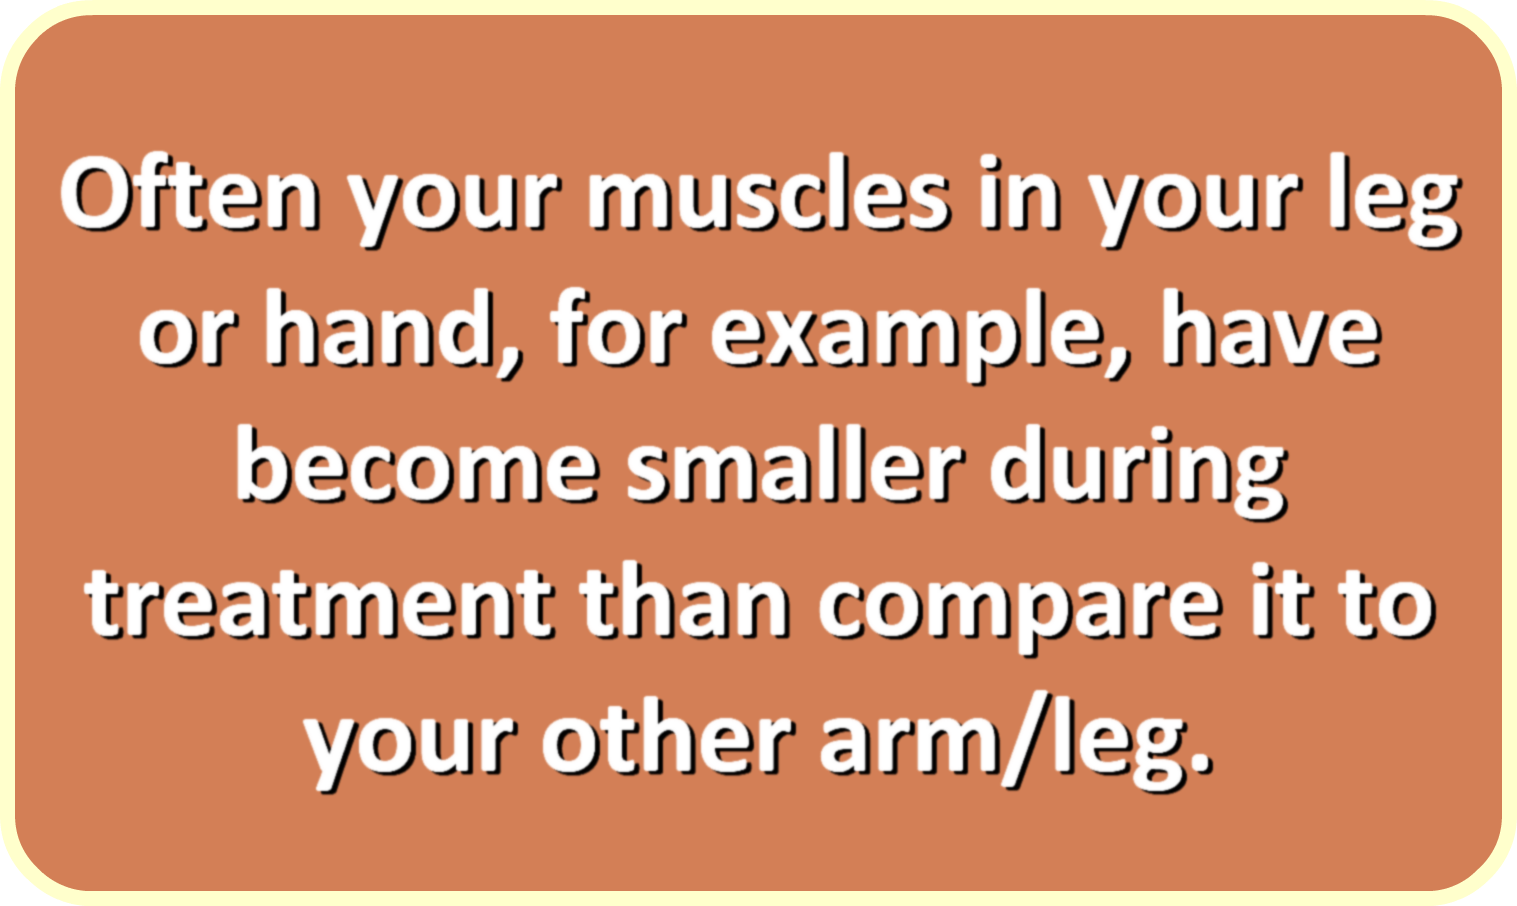 Often your muscles in your leg
or hand, for example, have
become smaller during
treatment than compare it to
your other arm/leg.